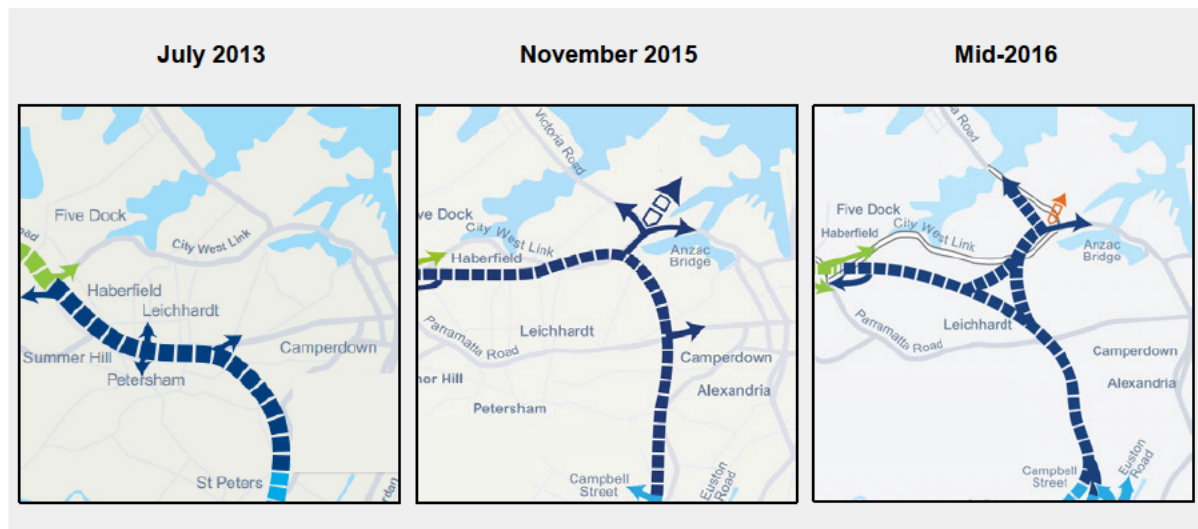 July 2013
November 2015
Mid-2016
Five Dock
City West Link
Haberfield
Leichhardt
Summer Hill
Camperdown
Petersham
St Peters
Victoria Road
ve Dock
City West Link
Haberfield
Anzac
Bridge
Leichhardt
Parramatta Road
Camperdown
mer Hill
Alexandria
Petersham
Campbell
Street
Euston
Road
Road
Five Dock
Haberfield
City West Link
Anzac
Bridge
Leichhardt
Parramatta Road
Camperdown
Alexandria
Campbell
Street
Euston
Road